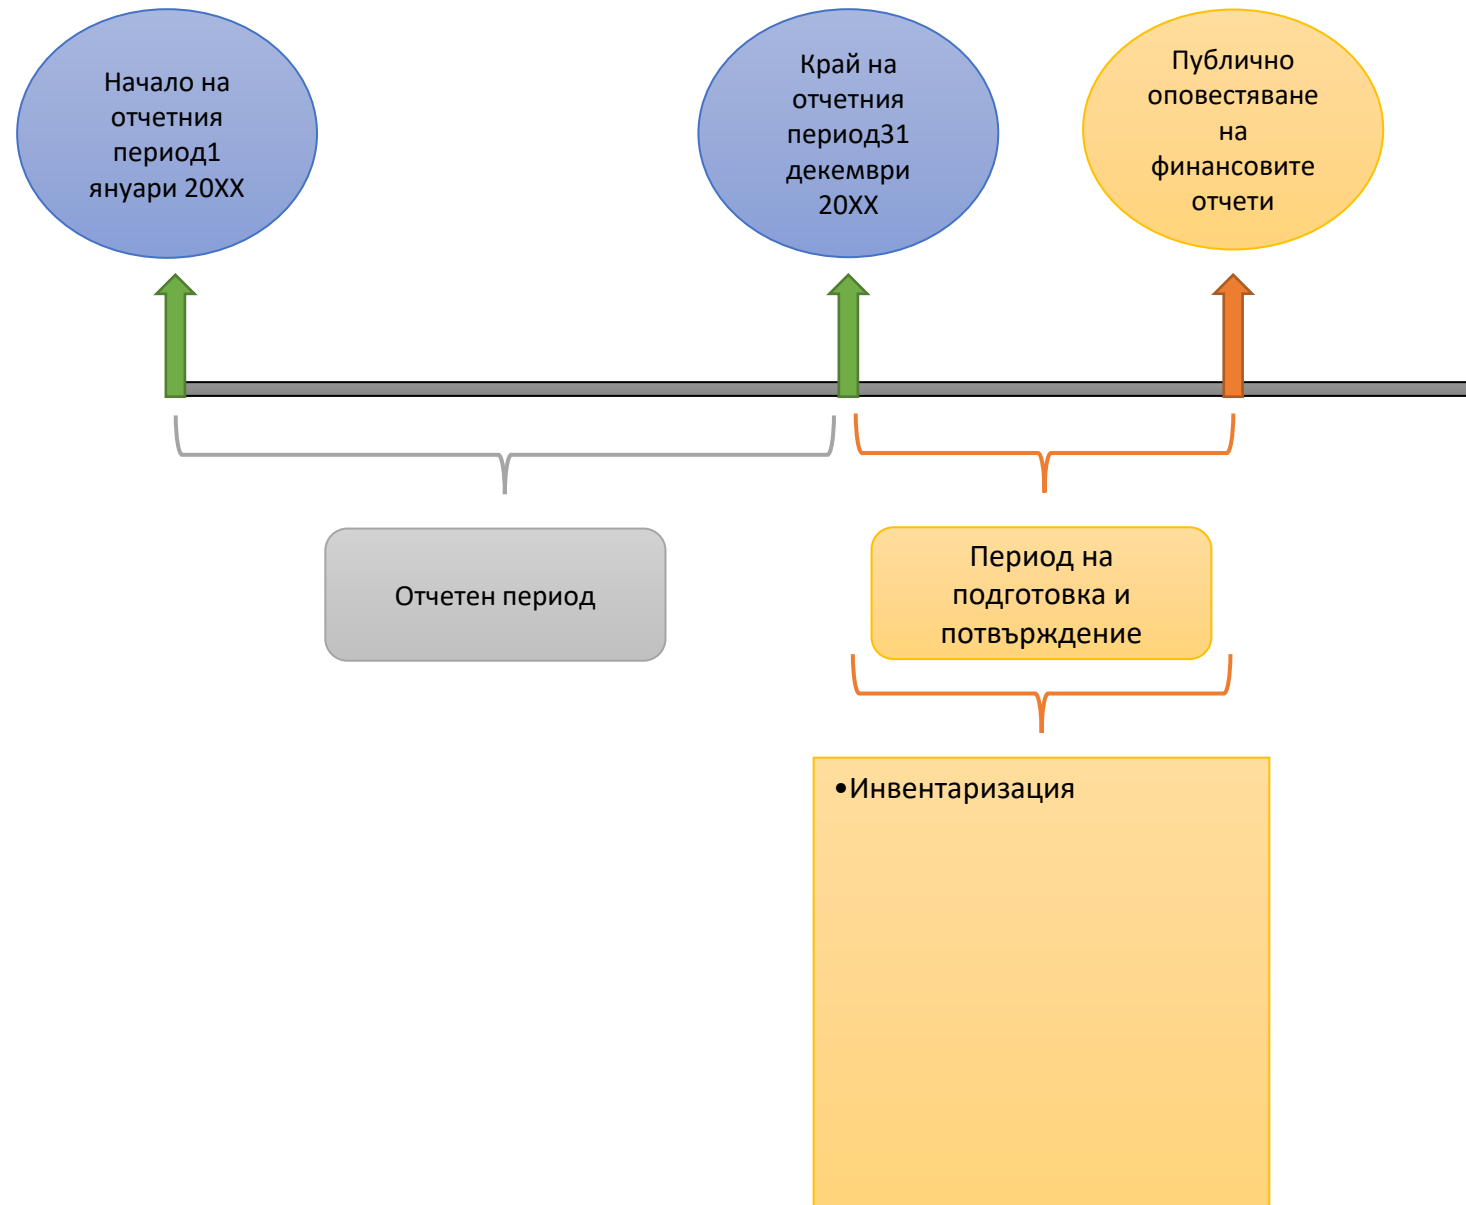 Начало на
отчетния
период1
януари 20XX
Край на
отчетния
период31
декември
20XX
Публично
оповестяване
на
финансовите
отчети
Отчетен период
Период на
подготовка и
потвърждение
•Инвентаризация